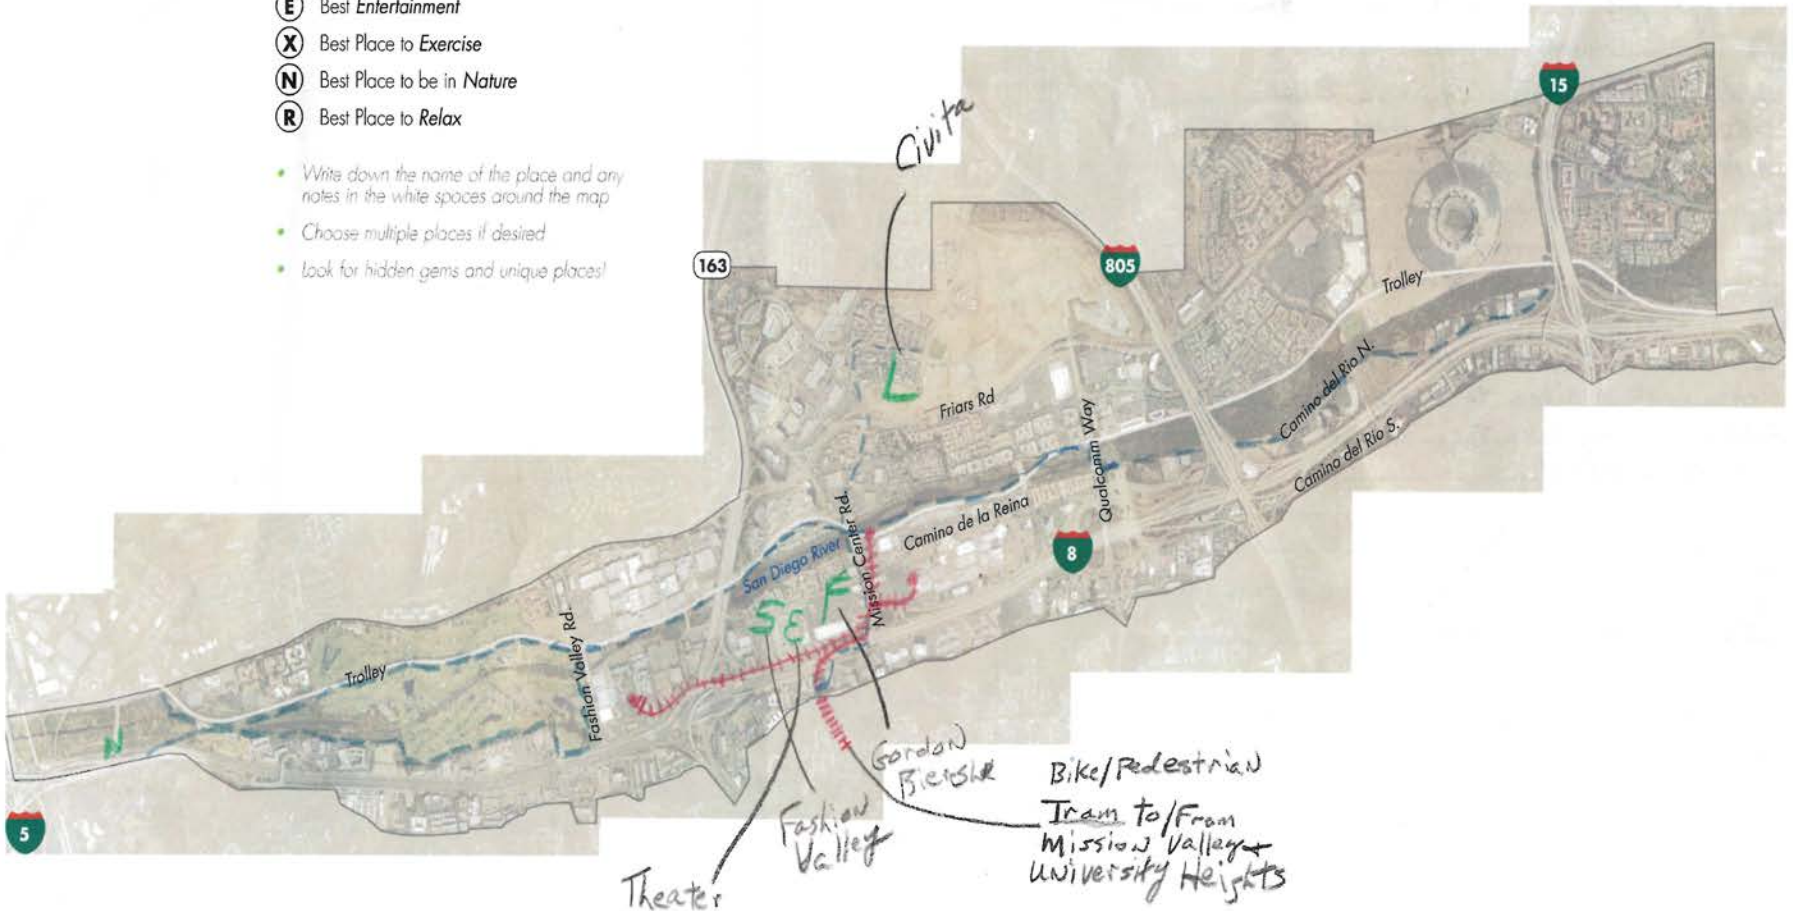 E Best Entertainment
X Best Place to Exercise
N Best Place to be in Nature
R Best Place to Relax
• Write down the name of the place and any
notes in the white spaces around the map
• Choose multiple places if desired
• Look for hidden gems and unique places!
Civita
15
163
805
Trolley
L
Friars Rd
Camino del Rio N.
Qualcomm Way
Camino del Rio S.
Mission Center Rd.
Camino de la Reina
8
San Diego River
F
S E
Fashion Valley Rd.
Trolley
N
5
Gordon
Fashion
Valley
Theater
Bike/Pedestrian
Tram to/From
Mission Valley +
University Heights